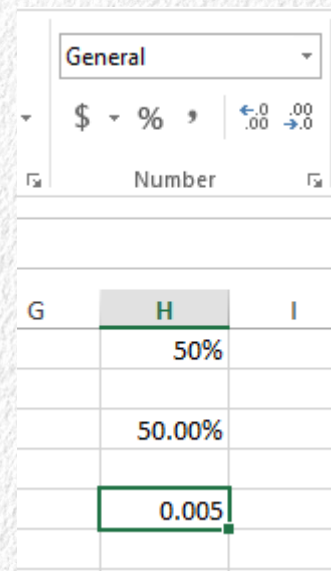 General
$ % , ←.0 .00 .00 →.0
Number
G H I
50%
50.00%
0.005